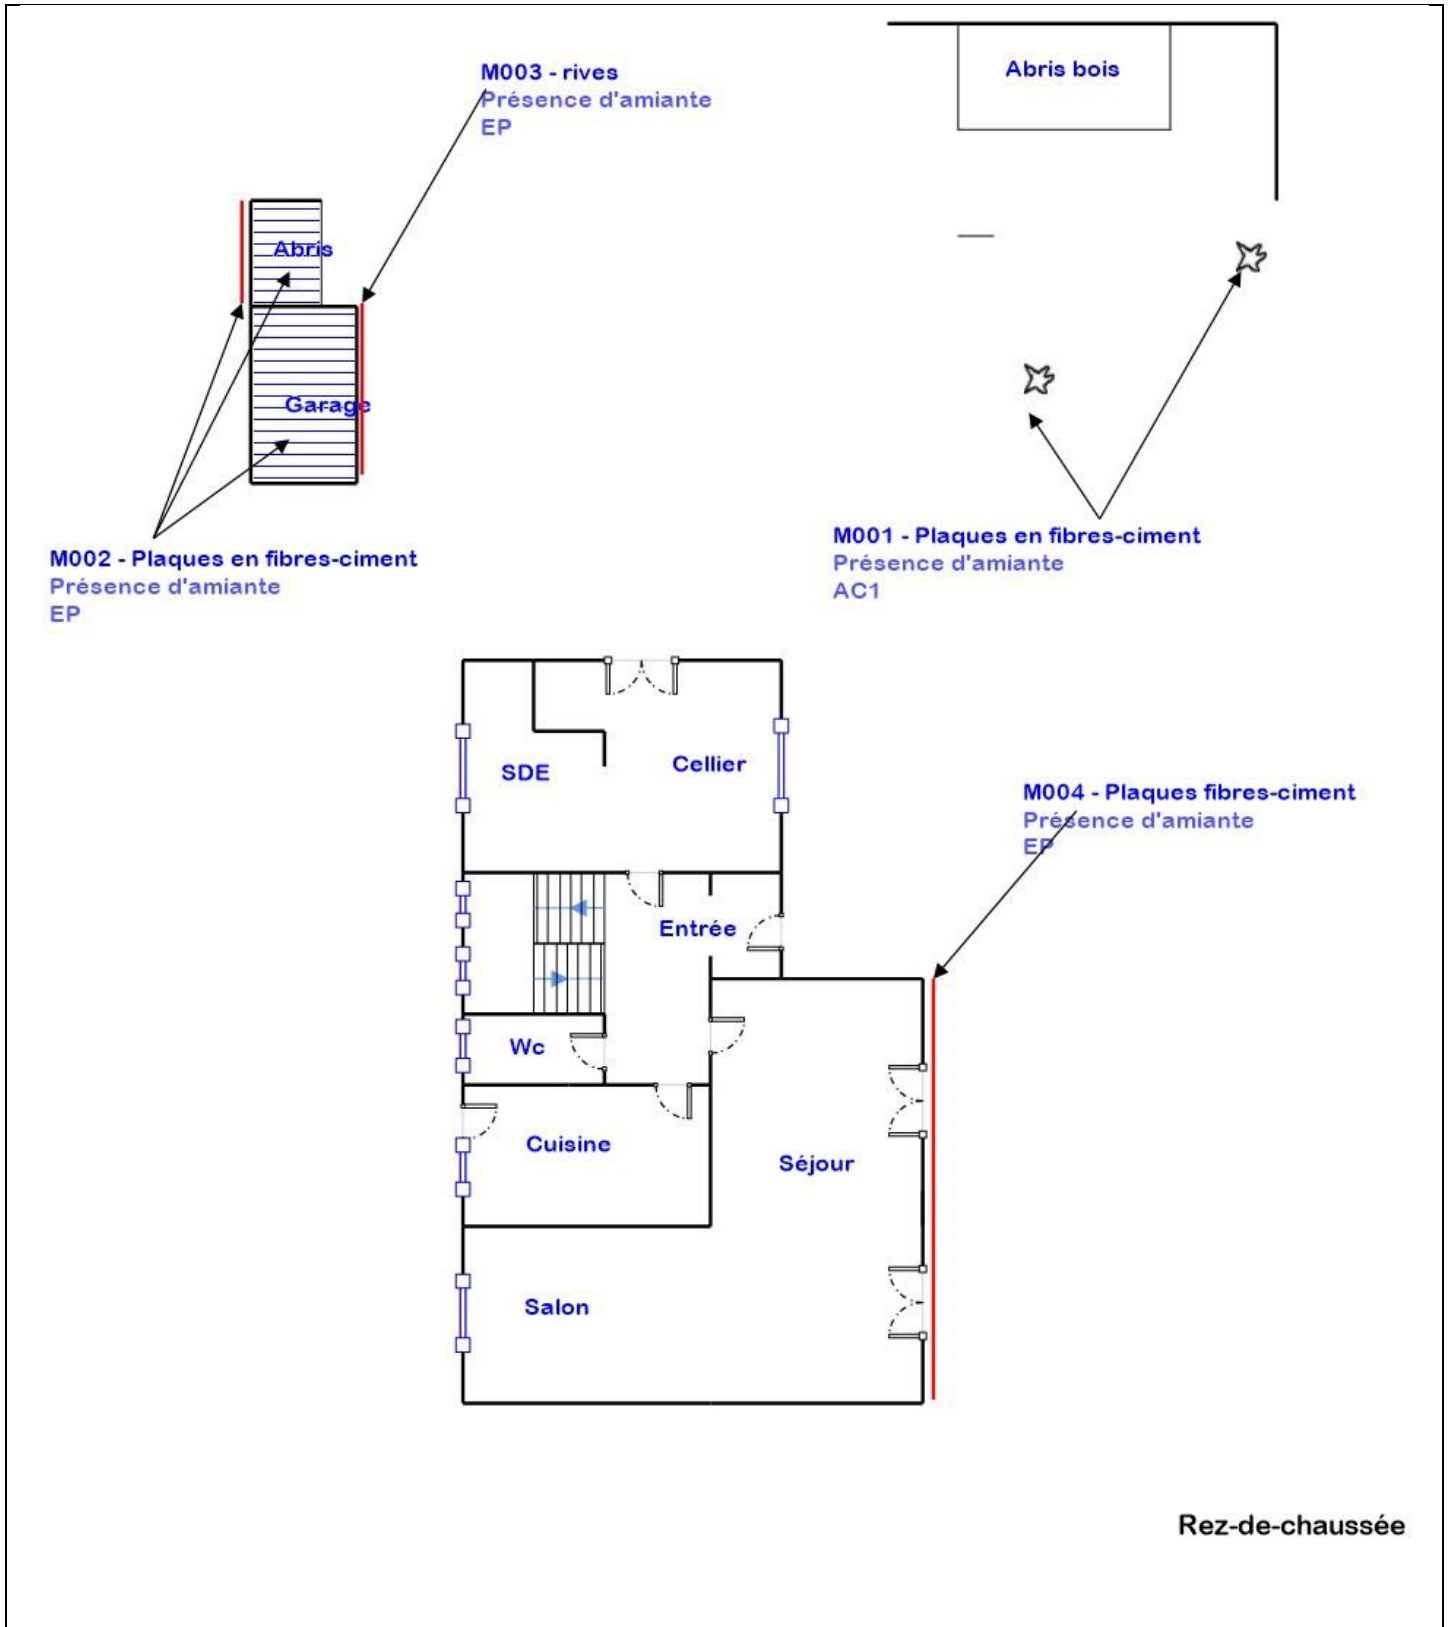 Abris bois
M003 - rives
Présence d'amiante
EP
Abris
Garage
M002 - Plaques en fibres-ciment
Présence d'amiante
EP
M001 - Plaques en fibres-ciment
Présence d'amiante
AC1
SDE
Cellier
M004 - Plaques fibres-ciment
Présence d'amiante
EP
Entrée
Wc
Cuisine
Séjour
Salon
Rez-de-chaussée